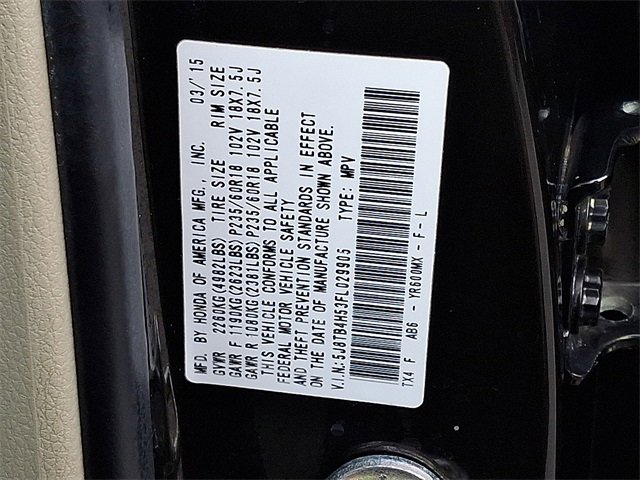 MFD. BY HONDA OF AMERICA MFG., INC. 03/'15
GVWR 2260KG(4982LBS) TIRE SIZE RIM SIZE
GAWR F 1190KG(2623LBS)P235/60R18 102V 18X7.5J
GAWR R 1080KG(2381LBS)P235/60R18 102V 18X7.5J
THIS VEHICLE CONFORMS TO ALL APPLICABLE
FEDERAL MOTOR VEHICLE SAFETY
AND THEFT PREVENTION STANDARDS IN EFFECT
ON THE DATE OF MANUFACTURE SHOWN ABOVE.
V.I.N:5J8TB4H53FL029905 TYPE: MPV
TX4 F AB6 - YR600MX - F - L